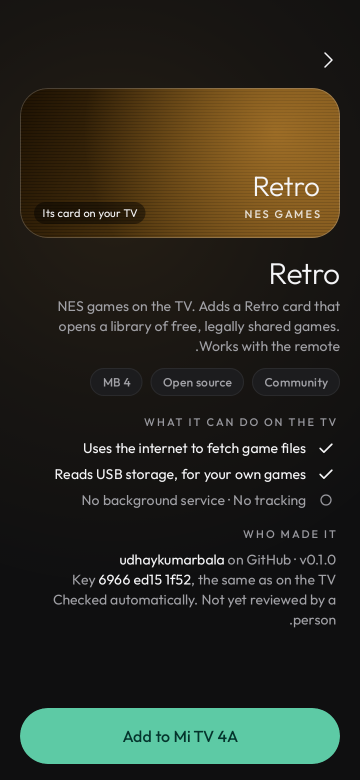 Retro
NES GAMES
Its card on your TV
Retro
NES games on the TV. Adds a Retro card that
opens a library of free, legally shared games.
.Works with the remote
Community
Open source
MB 4
WHAT IT CAN DO ON THE TV
Uses the internet to fetch game files
Reads USB storage, for your own games
No background service · No tracking
WHO MADE IT
udhaykumarbala on GitHub · v0.1.0
Key 6966 ed15 1f52, the same as on the TV
Checked automatically. Not yet reviewed by a
.person
Add to Mi TV 4A